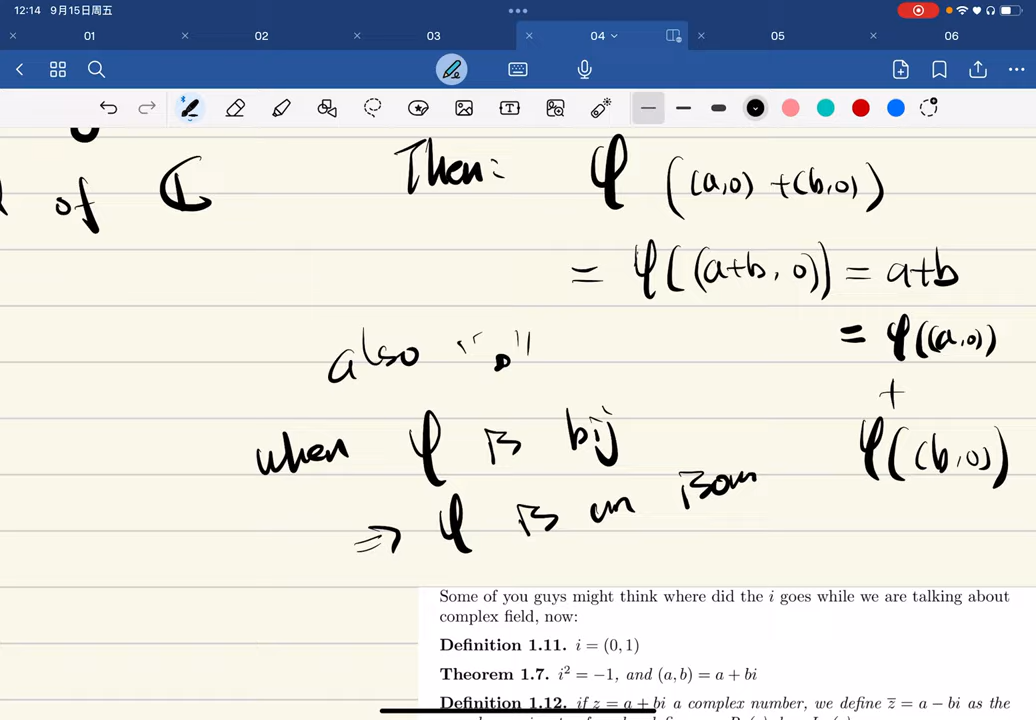 12:14 9月15日周五
01 02 03 04 05 06
Then: φ ((a,0) + (b,0))
of ℂ
= φ((a+b, 0)) = a+b
= φ((a,0))
+
φ((b,0))
also "·"
when φ is bij
⇒ φ is an isom
Some of you guys might think where did the i goes while we are talking about
complex field, now:
Definition 1.11. i = (0, 1)
Theorem 1.7. i² = −1, and (a, b) = a + bi
Definition 1.12. if z = a + bi a complex number, we define z̅ = a − bi as the